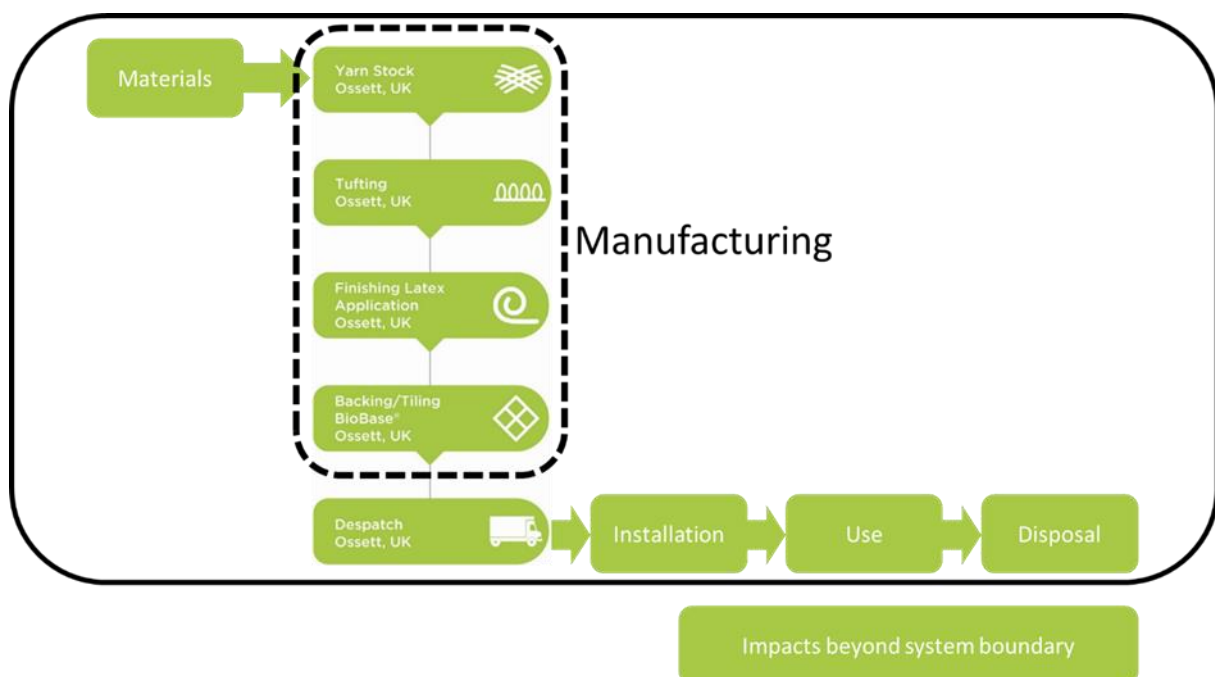 Materials
Yarn Stock
Ossett, UK
Tufting
Ossett, UK
Manufacturing
Finishing Latex
Application
Ossett, UK
Backing/Tiling
BioBase®
Ossett, UK
Despatch
Ossett, UK
Installation
Use
Disposal
Impacts beyond system boundary